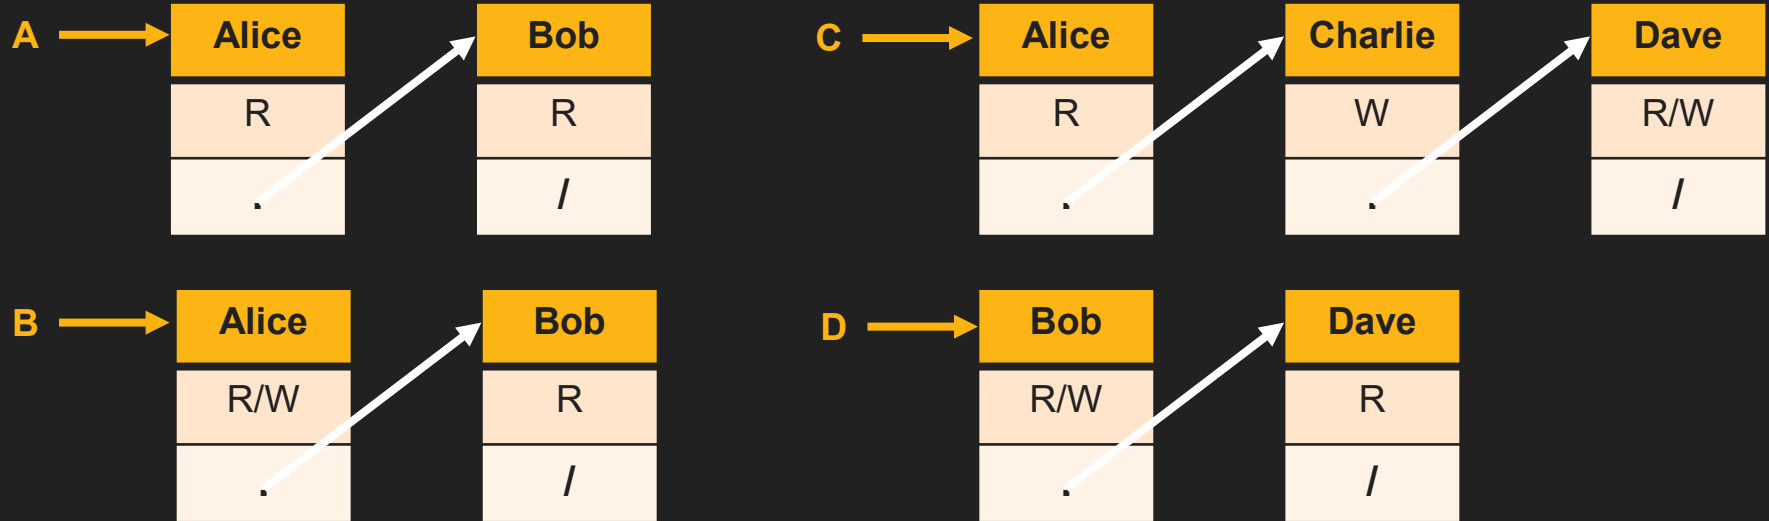 A Alice Bob
R R
. /
C Alice Charlie Dave
R W R/W
. . /
B Alice Bob
R/W R
. /
D Bob Dave
R/W R
. /